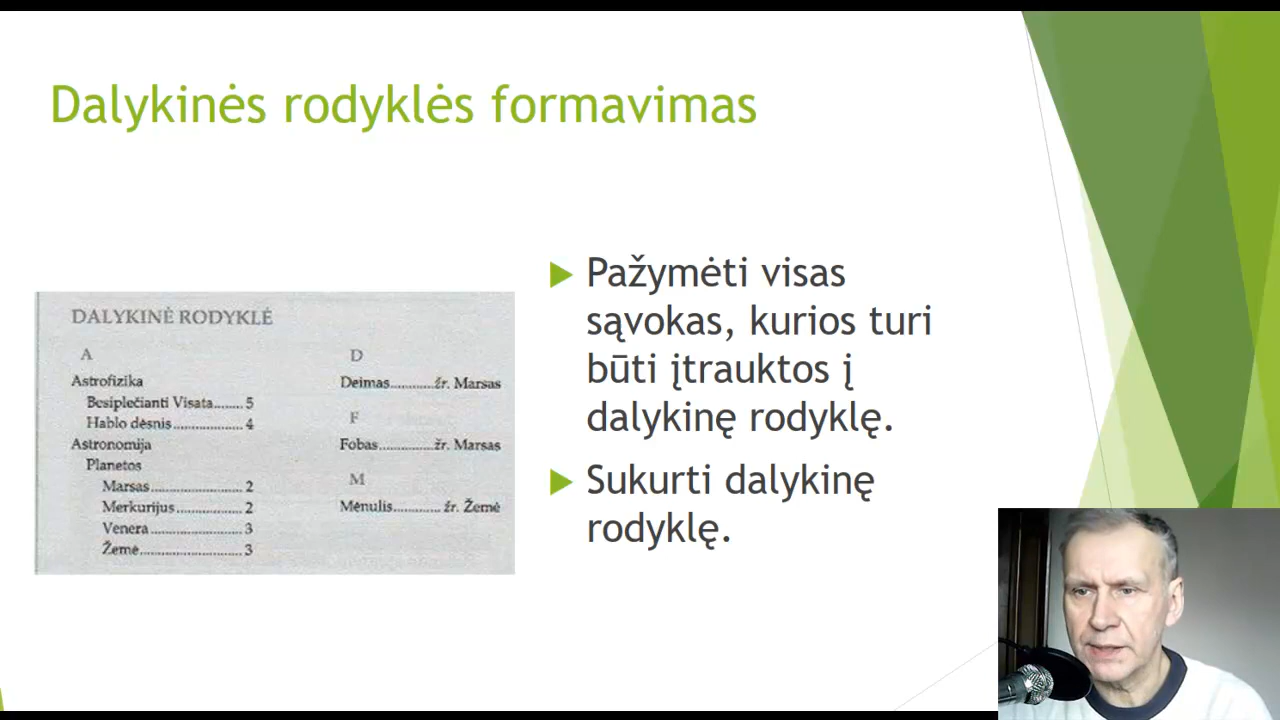 Dalykinės rodyklės formavimas
DALYKINĖ RODYKLĖ
A
Astrofizika
Besiplečianti Visata........5
Hablo dėsnis...................4
Astronomija
Planetos
Marsas.........................2
Merkurijus...................2
Venera.........................3
Žemė...........................3
D
Deimas............žr. Marsas
F
Fobas...............žr. Marsas
M
Mėnulis............ žr. Žemė
Pažymėti visas
sąvokas, kurios turi
būti įtrauktos į
dalykinę rodyklę.
Sukurti dalykinę
rodyklę.